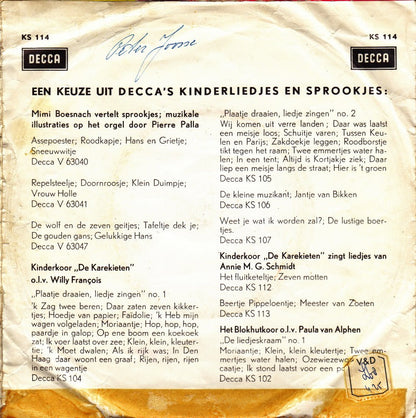 KS 114
KS 114
DECCA
DECCA
EEN KEUZE UIT DECCA'S KINDERLIEDJES EN SPROOKJES:
Mimi Boesnach vertelt sprookjes; muzikale
illustraties op het orgel door Pierre Palla
Assepoester; Roodkapje; Hans en Grietje;
Sneeuwwitje
Decca V 63040
Repelsteeltje; Doornroosje; Klein Duimpje;
Vrouw Holle
Decca V 63041
De wolf en de zeven geitjes; Tafeltje dek je;
De gouden gans; Gelukkige Hans
Decca V 63047
Kinderkoor „De Karekieten"
o.l.v. Willy François
„Plaatje draaien, liedje zingen" no. 1
'k Zag twee beren; Daar zaten zeven kikker-
tjes; Hoedje van papier; Faïdolie; 'k Heb mijn
wagen volgeladen; Moriaantje; Hop, hop, hop,
paardje in galop; Op een boom een koekoek
zat; Ik voer laatst over zee; Klein, klein, kleuter-
tje; 'k Moet dwalen; Als ik rijk was; In Den
Haag daar woont een graaf; Rijen, rijen, rijen
in een wagentje
Decca KS 104
„Plaatje draaien, liedje zingen" no. 2
Wij komen uit verre landen; Daar was laatst
een meisje loos; Schuitje varen; Tussen Keu-
len en Parijs; Zakdoekje leggen; Roodborstje
tikt tegen het raam; Twee emmertjes water ha-
len; In een tent; Altijd is Kortjakje ziek; Daar
liep een meisje langs de straat; Hier is 't groen
Decca KS 105
De kleine muzikant; Jantje van Bikken
Decca KS 106
Weet je wat ik worden zal?; De lustige boer-
tjes.
Decca KS 107
Kinderkoor „De Karekieten" zingt liedjes van
Annie M. G. Schmidt
Het fluitketeltje; Zeven motten
Decca KS 112
Beertje Pippeloentje; Meester van Zoeten
Decca KS 113
Het Blokhutkoor o.l.v. Paula van Alphen
„De liedjeskraam" no. 1
Moriaantje; Klein, klein kleutertje; Twee em-
mertjes water halen; Ozewiezewoze
Ik stond laatst voor een po
Decca KS 102
V&D